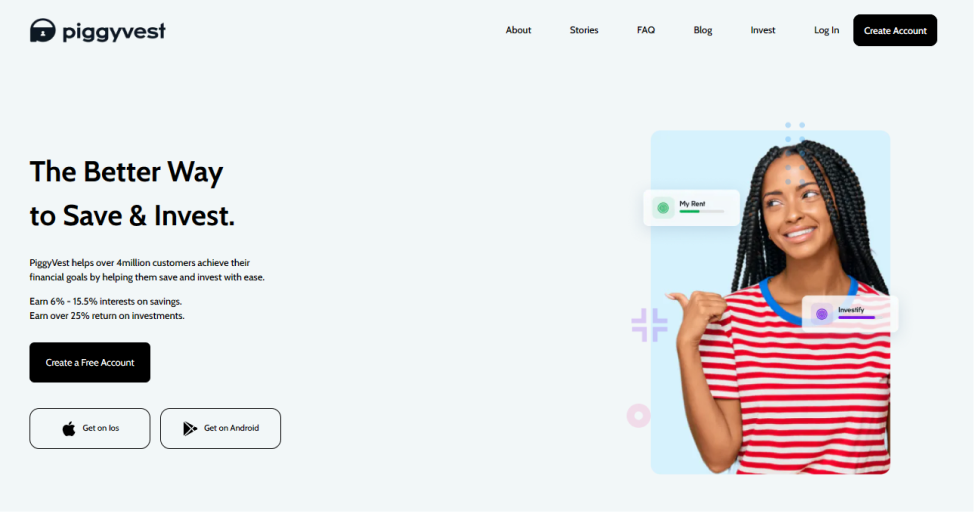 piggyvest
About
Stories
FAQ
Blog
Invest
Log In
Create Account
The Better Way
to Save & Invest.
PiggyVest helps over 4million customers achieve their
financial goals by helping them save and invest with ease.
Earn 6% - 15.5% interests on savings.
Earn over 25% return on investments.
Create a Free Account
Get on Ios
Get on Android
My Rent
Investify